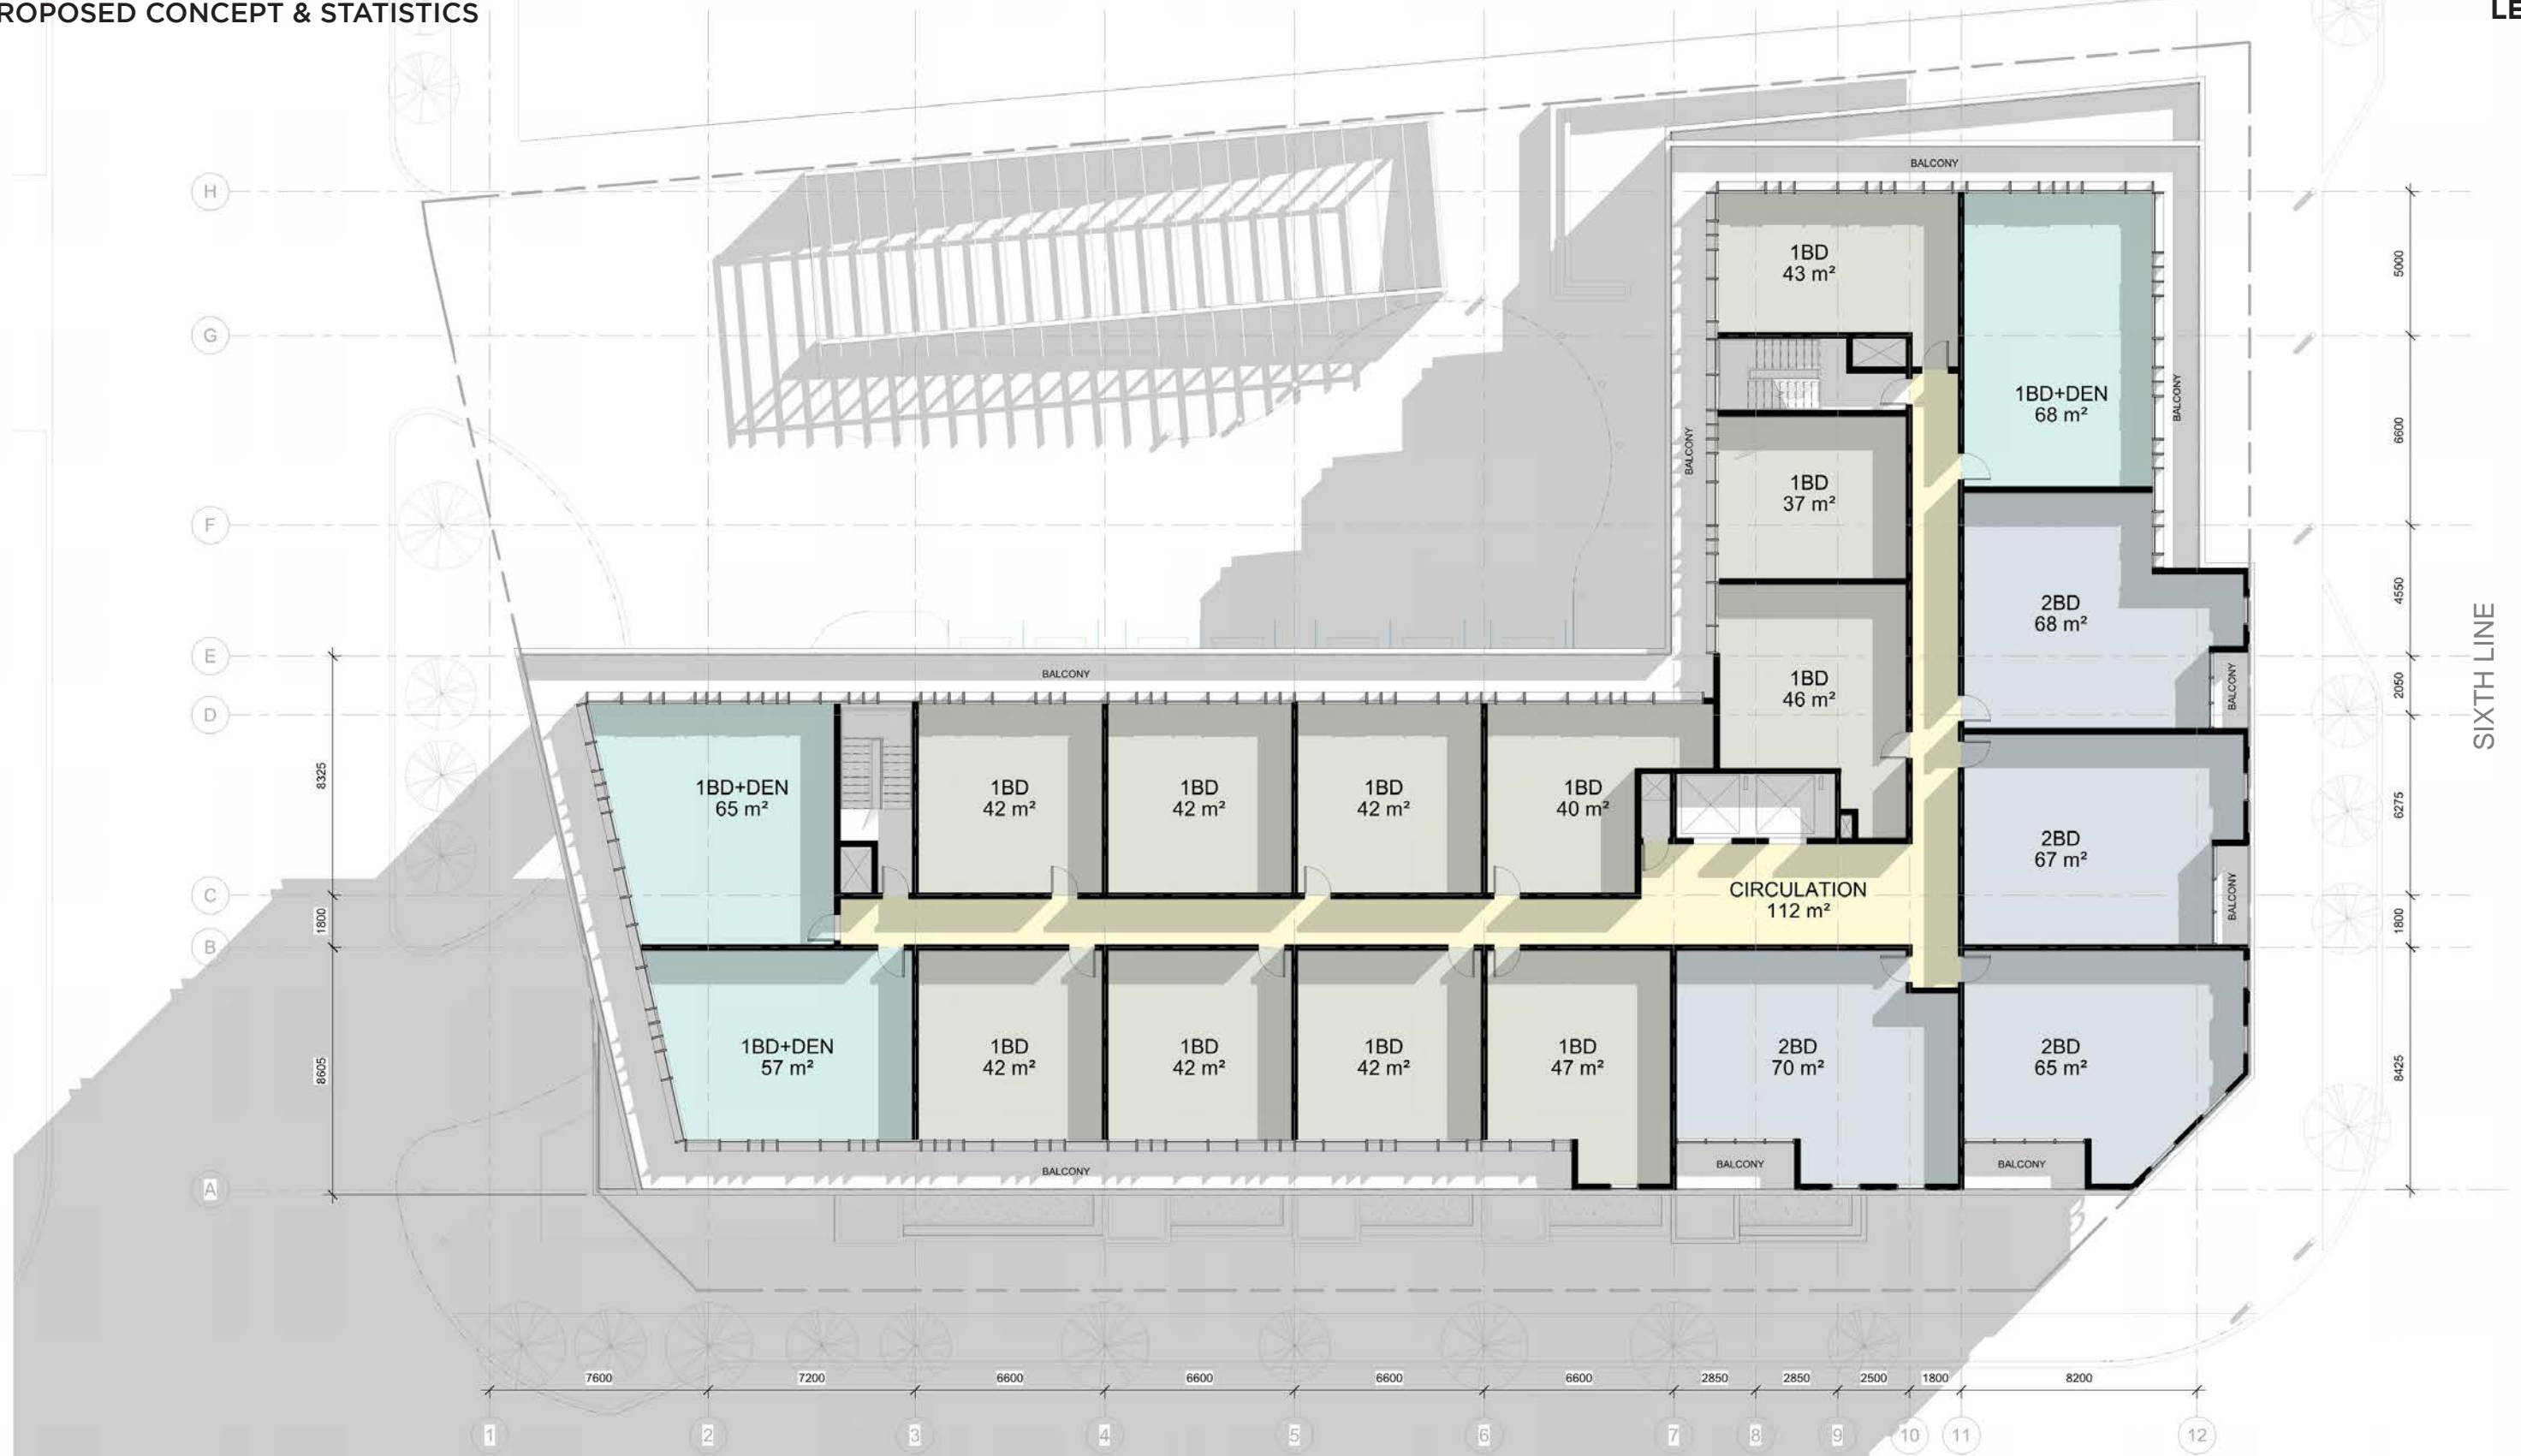 ROPOSED CONCEPT & STATISTICS
LE
BALCONY
H
1BD
43 m²
5000
G
1BD+DEN
68 m²
BALCONY
BALCONY
6600
1BD
37 m²
F
2BD
68 m²
4550
E
BALCONY
1BD
46 m²
BALCONY
2050
SIXTH LINE
D
8325
1BD+DEN
65 m²
1BD
42 m²
1BD
42 m²
1BD
42 m²
1BD
40 m²
6275
2BD
67 m²
C
CIRCULATION
112 m²
BALCONY
1800
1800
B
8605
1BD+DEN
57 m²
1BD
42 m²
1BD
42 m²
1BD
42 m²
1BD
47 m²
2BD
70 m²
2BD
65 m²
8425
BALCONY
BALCONY
BALCONY
A
7600 7200 6600 6600 6600 6600 2850 2850 2500 1800 8200
1 2 3 4 5 6 7 8 9 10 11 12